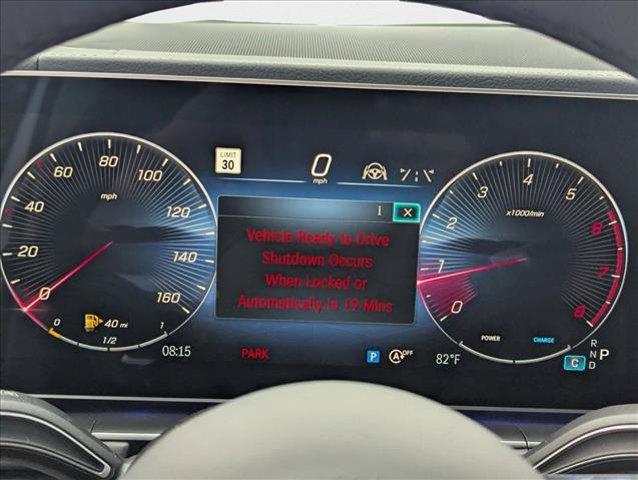 LIMIT
30
0
mph
i ×
Vehicle Ready to Drive
Shutdown Occurs
When Locked or
Automatically in 19 Mins
0
20
40
60
80
100
120
140
160
mph
0 1/2 1
40 mi
08:15
PARK
P
A OFF
82°F
0
1
2
3
4
5
6
7
8
x1000/min
POWER CHARGE
C
R
N P
D